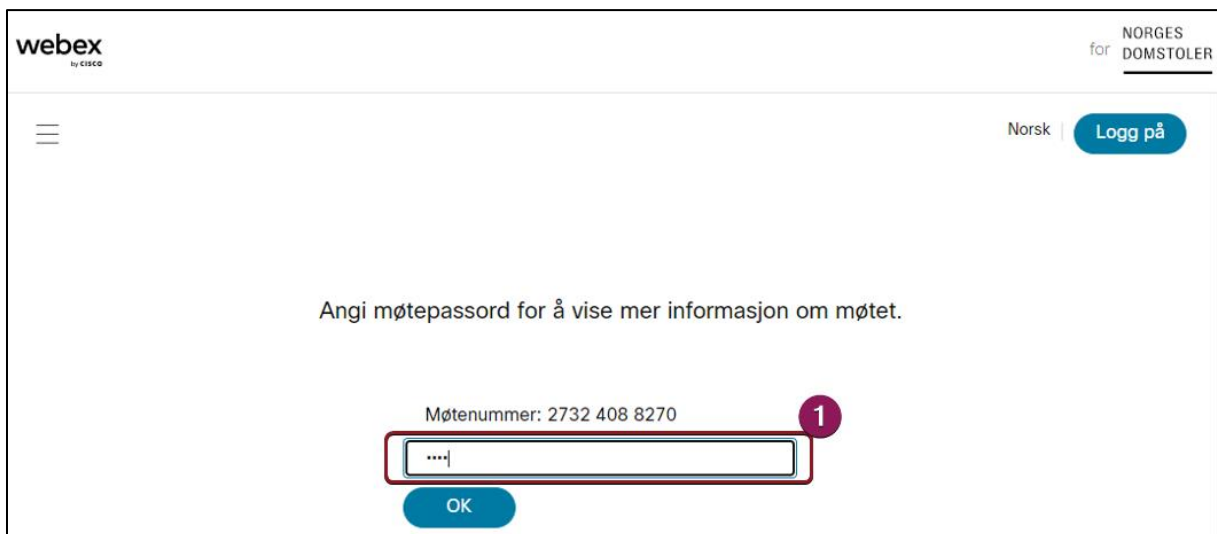 webex
by CISCO
for NORGES
DOMSTOLER
Norsk
Logg på
Angi møtepassord for å vise mer informasjon om møtet.
Møtenummer: 2732 408 8270
1
••••
OK